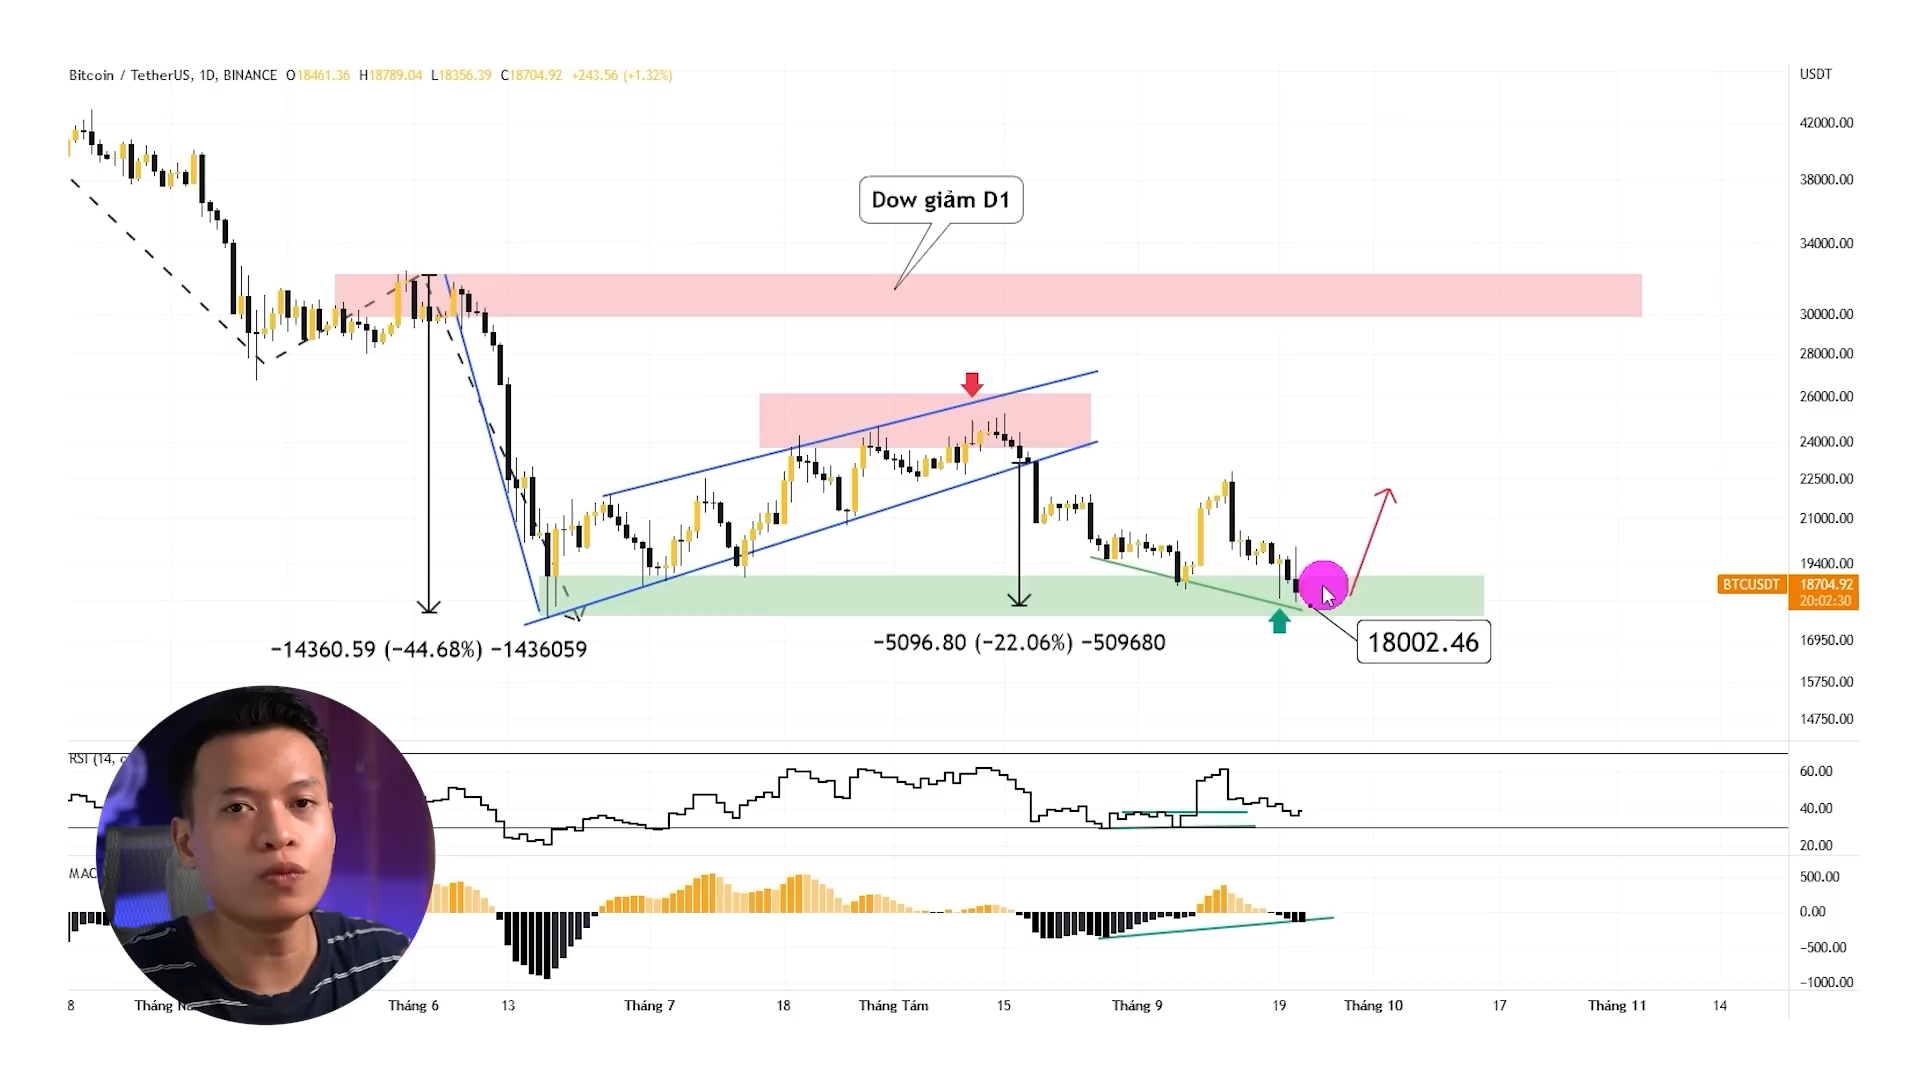 Bitcoin / TetherUS, 1D, BINANCE O18461.36 H18789.04 L18356.39 C18704.92 +243.56 (+1.32%)
USDT
42000.00
38000.00
34000.00
30000.00
28000.00
26000.00
24000.00
22500.00
21000.00
19400.00
BTCUSDT 18704.92
20:02:30
16950.00
15750.00
14750.00
Dow giảm D1
−14360.59 (−44.68%) −1436059
−5096.80 (−22.06%) −509680
18002.46
RSI (14,
60.00
40.00
20.00
MAC
500.00
0.00
−500.00
−1000.00
8 Tháng Tháng 6 13 Tháng 7 18 Tháng Tám 15 Tháng 9 19 Tháng 10 17 Tháng 11 14